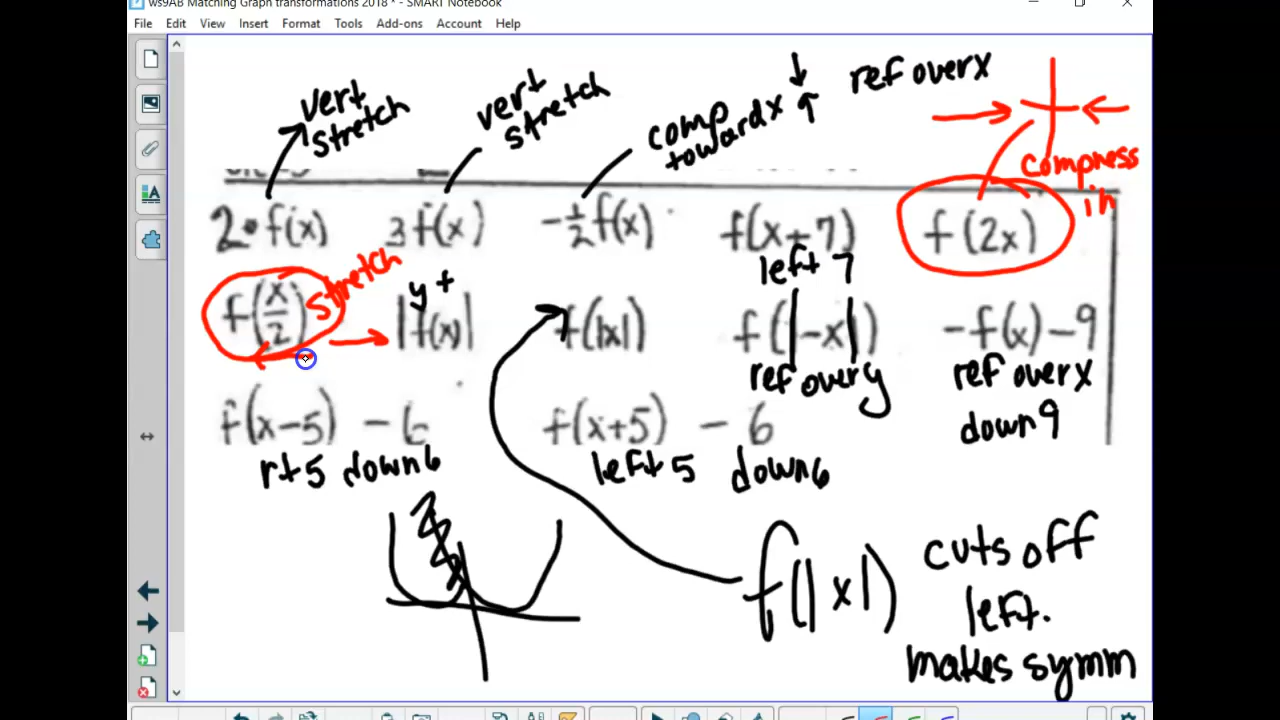 ws9AB Matching Graph transformations 2018 * - SMART Notebook
File Edit View Insert Format Tools Add-ons Account Help
vert stretch
vert stretch
comp toward x
ref over x
compress in
2•f(x) 3f(x) -½f(x) f(x+7) f(2x)
left 7
stretch
y +
f(x/2) |f(x)| f(|x|) f(|-x|) -f(x)-9
ref over y
ref over x
down 9
f(x-5) - 6 f(x+5) - 6
rt 5 down 6 left 5 down 6
f(|x|) cuts off
left.
makes symm